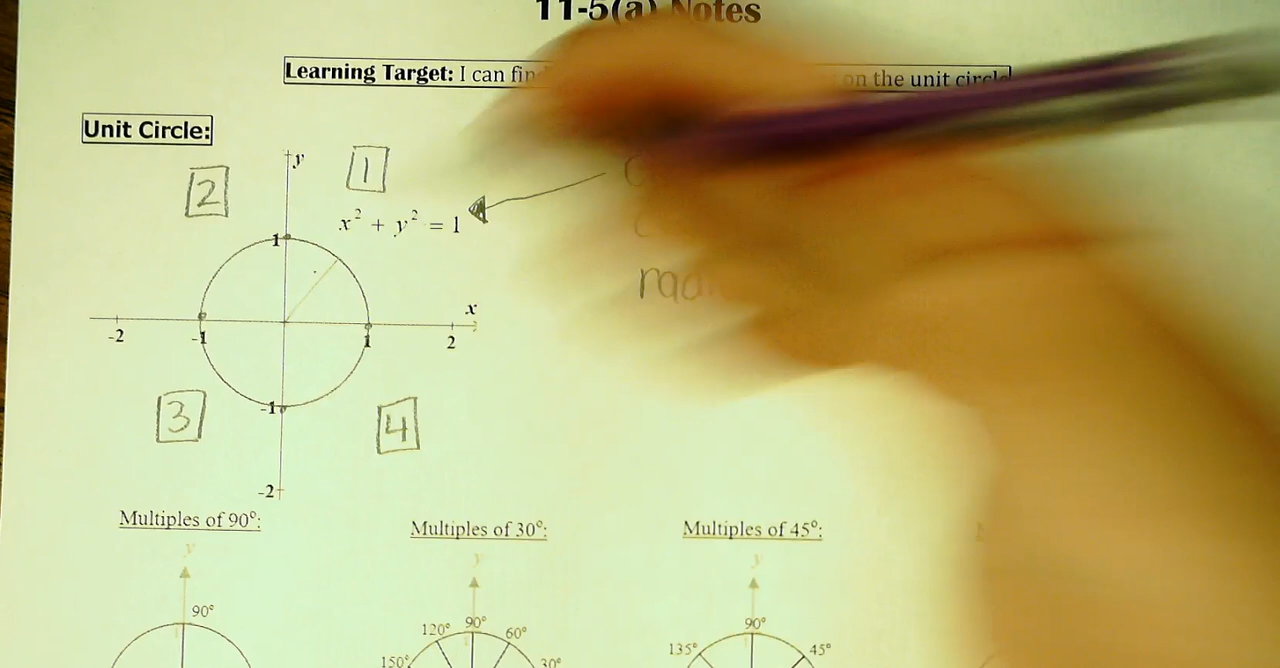 11-5(a) Notes
Learning Target: I can on the unit circle
Unit Circle:
y
1
2
x² + y² = 1
1
x
-2 -1 1 2
3
-1
4
-2
Multiples of 90°: Multiples of 30°: Multiples of 45°:
y y y
90° 120° 90° 60° 90°
150° 30° 135° 45°